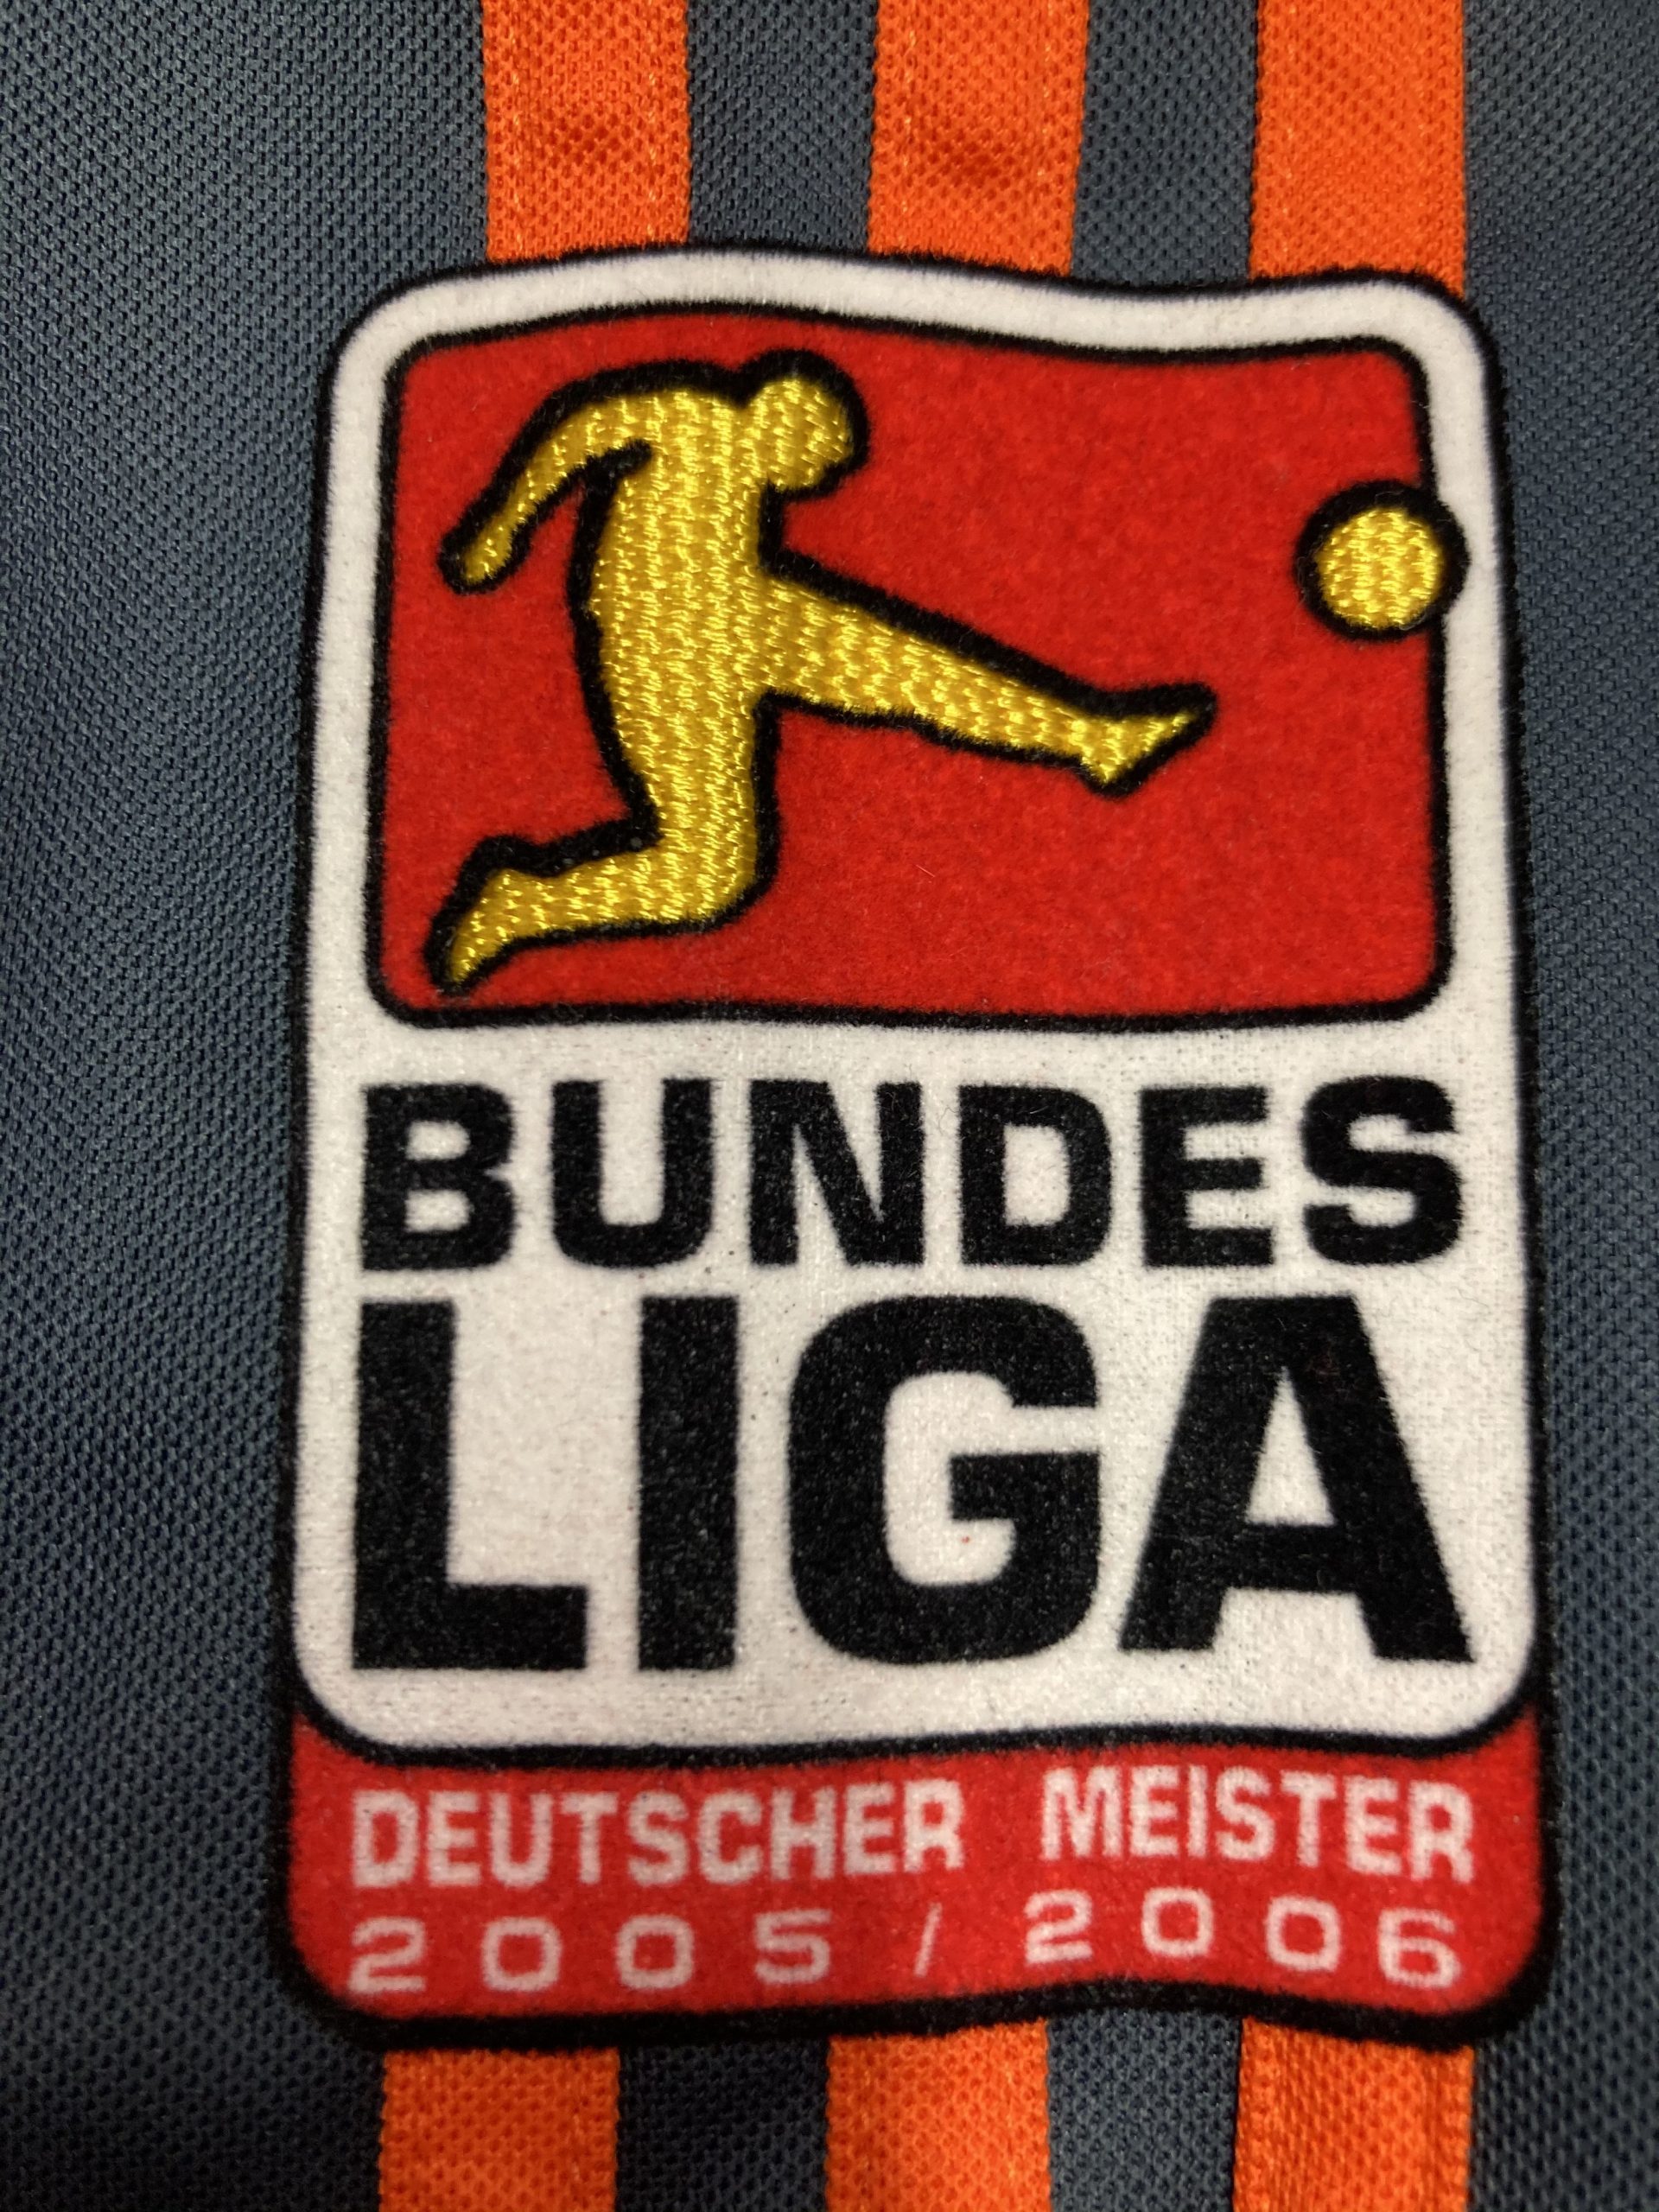 BUNDES
LIGA
DEUTSCHER MEISTER
2005 / 2006